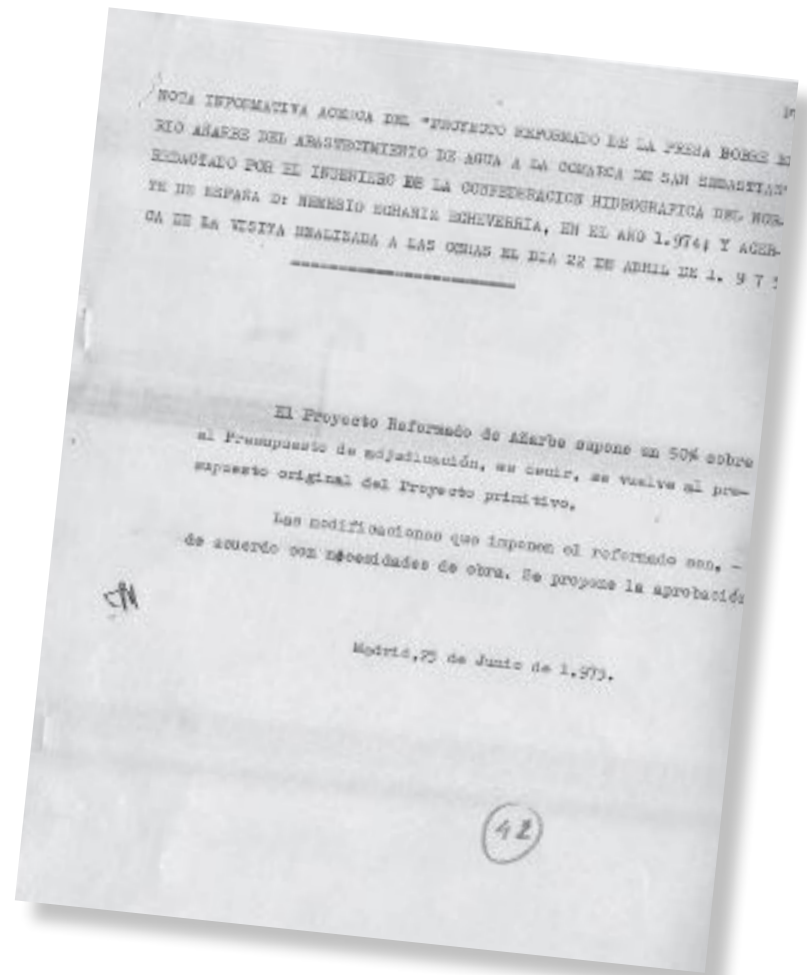 NOTA INFORMATIVA ACERCA DEL "PROYECTO REFORMADO DE LA PRESA SOBRE E
RIO AÑARBE DEL ABASTECIMIENTO DE AGUA A LA COMARCA DE SAN SEBASTIAN"
REDACTADO POR EL INGENIERO DE LA CONFEDERACION HIDROGRAFICA DEL NOR-
TE DE ESPAÑA D: NEMESIO ECHANIZ ECHEVERRIA, EN EL AÑO 1.974; Y ACER-
CA DE LA VISITA REALIZADA A LAS OBRAS EL DIA 22 DE ABRIL DE 1. 9 7
El Proyecto Reformado de Añarbe supone un 50% sobre
el Presupuesto de adjudicación, es decir, se vuelve al pre-
supuesto original del Proyecto primitivo.
Las modificaciones que imponen el reformado son, -
de acuerdo con necesidades de obra. Se propone la aprobación
Madrid, 25 de Junio de 1.975.
42